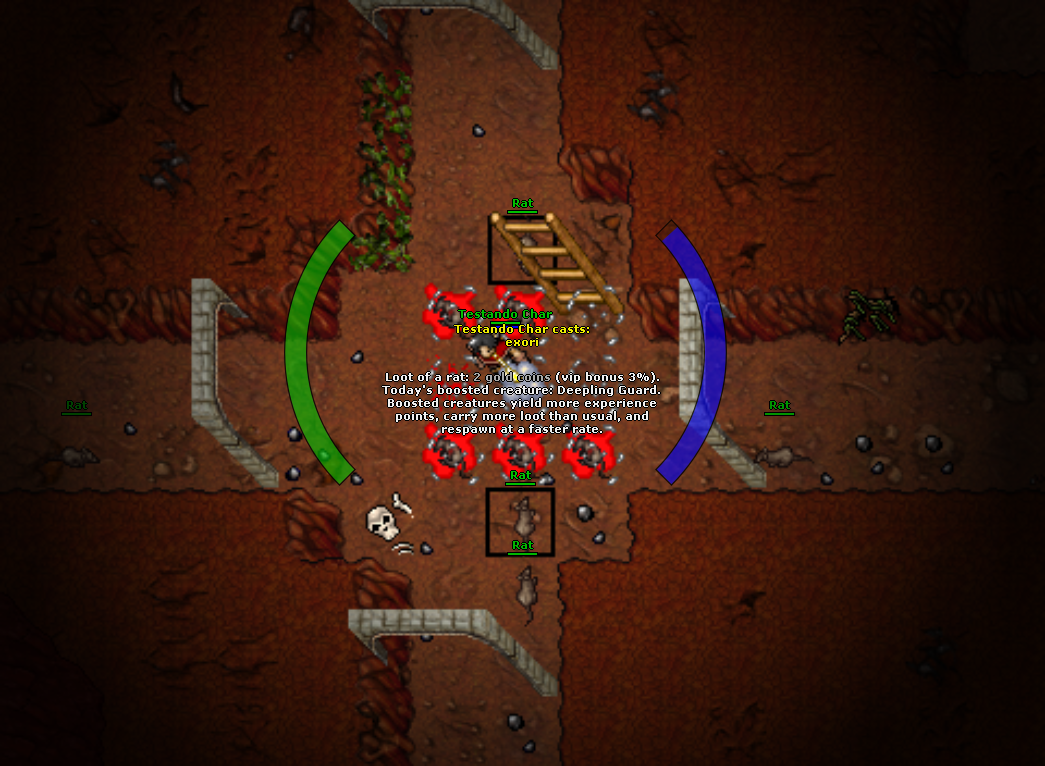 Rat
Testando Char
Testando Char casts:
exori
Loot of a rat: 2 gold coins (vip bonus 3%).
Today's boosted creature: Deepling Guard.
Boosted creatures yield more experience
points, carry more loot than usual, and
respawn at a faster rate.
Rat
Rat
Rat
Rat